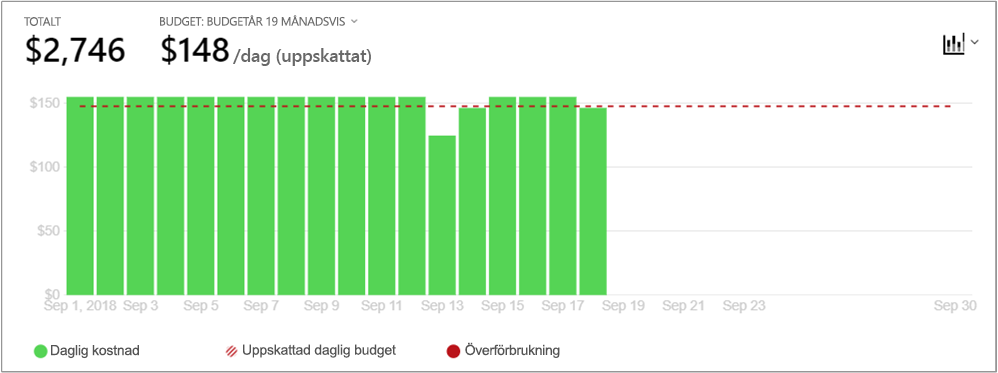 TOTALT
$2,746
BUDGET: BUDGETÅR 19 MÅNADSVIS
$148 /dag (uppskattat)
$150
$100
$50
$0
Sep 1, 2018 Sep 3 Sep 5 Sep 7 Sep 9 Sep 11 Sep 13 Sep 15 Sep 17 Sep 19 Sep 21 Sep 23 Sep 30
Daglig kostnad Uppskattad daglig budget Överförbrukning